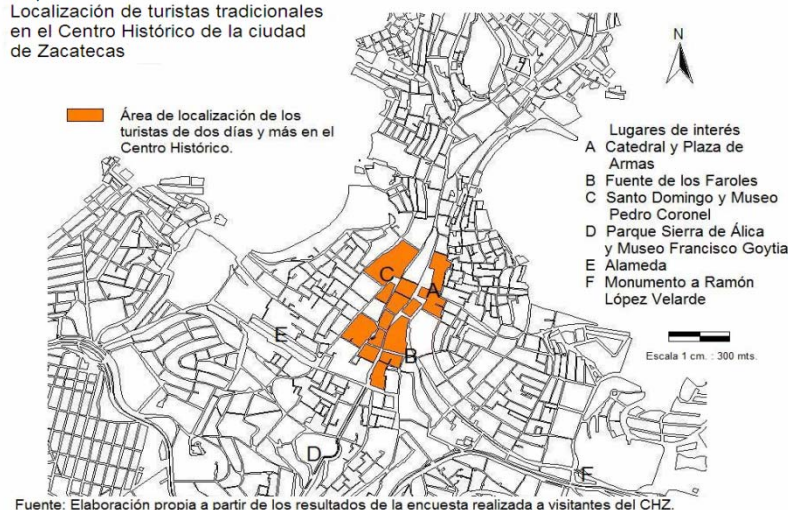 Localización de turistas tradicionales
en el Centro Histórico de la ciudad
de Zacatecas
N
Área de localización de los
turistas de dos días y más en el
Centro Histórico.
Lugares de interés
A Catedral y Plaza de
Armas
B Fuente de los Faroles
C Santo Domingo y Museo
Pedro Coronel
D Parque Sierra de Álica
y Museo Francisco Goytia
E Alameda
F Monumento a Ramón
López Velarde
Escala 1 cm. : 300 mts.
C
A
E
B
D
F
Fuente: Elaboración propia a partir de los resultados de la encuesta realizada a visitantes del CHZ.